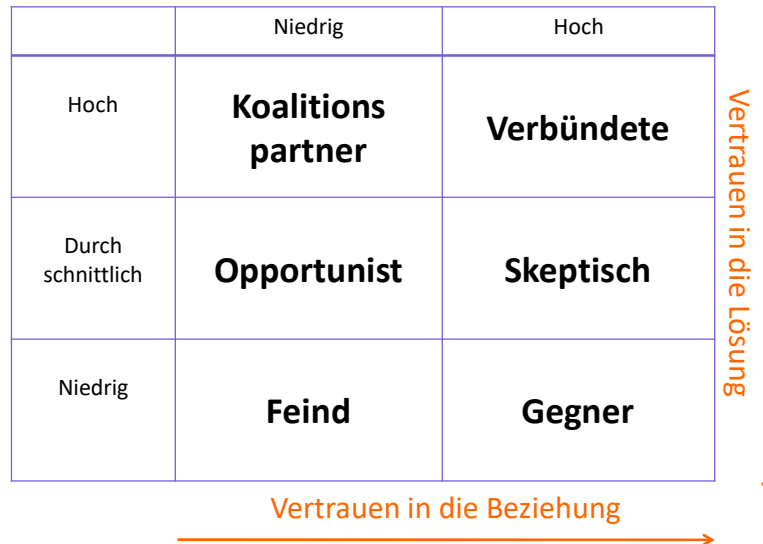 Niedrig
Hoch
Hoch
Koalitions
partner
Verbündete
Durch
schnittlich
Opportunist
Skeptisch
Niedrig
Feind
Gegner
Vertrauen in die Lösung
Vertrauen in die Beziehung